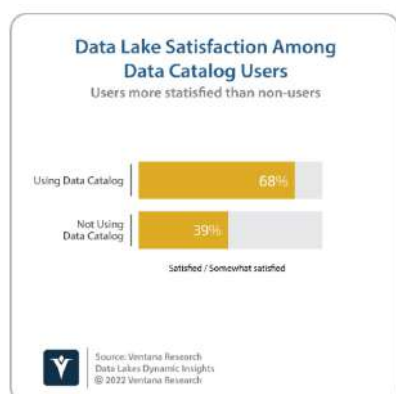 Data Lake Satisfaction Among
Data Catalog Users
Users more statisfied than non-users
Using Data Catalog
68%
Not Using
Data Catalog
39%
Satisfied / Somewhat satisfied
Source: Ventana Research
Data Lakes Dynamic Insights
© 2022 Ventana Research